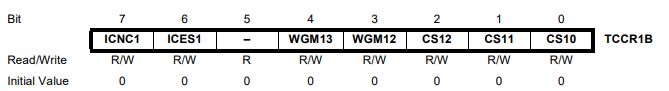 Bit 7 6 5 4 3 2 1 0
ICNC1 ICES1 – WGM13 WGM12 CS12 CS11 CS10 TCCR1B
Read/Write R/W R/W R R/W R/W R/W R/W R/W
Initial Value 0 0 0 0 0 0 0 0